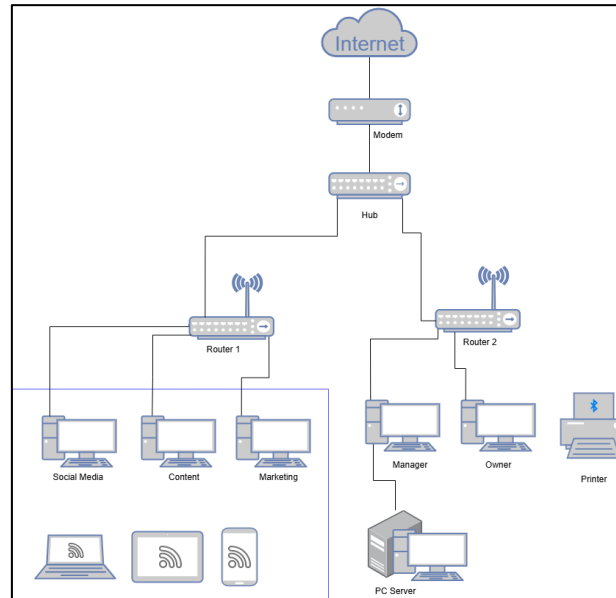 Internet
Modem
Hub
Router 1
Router 2
Social Media
Content
Marketing
Manager
Owner
Printer
PC Server